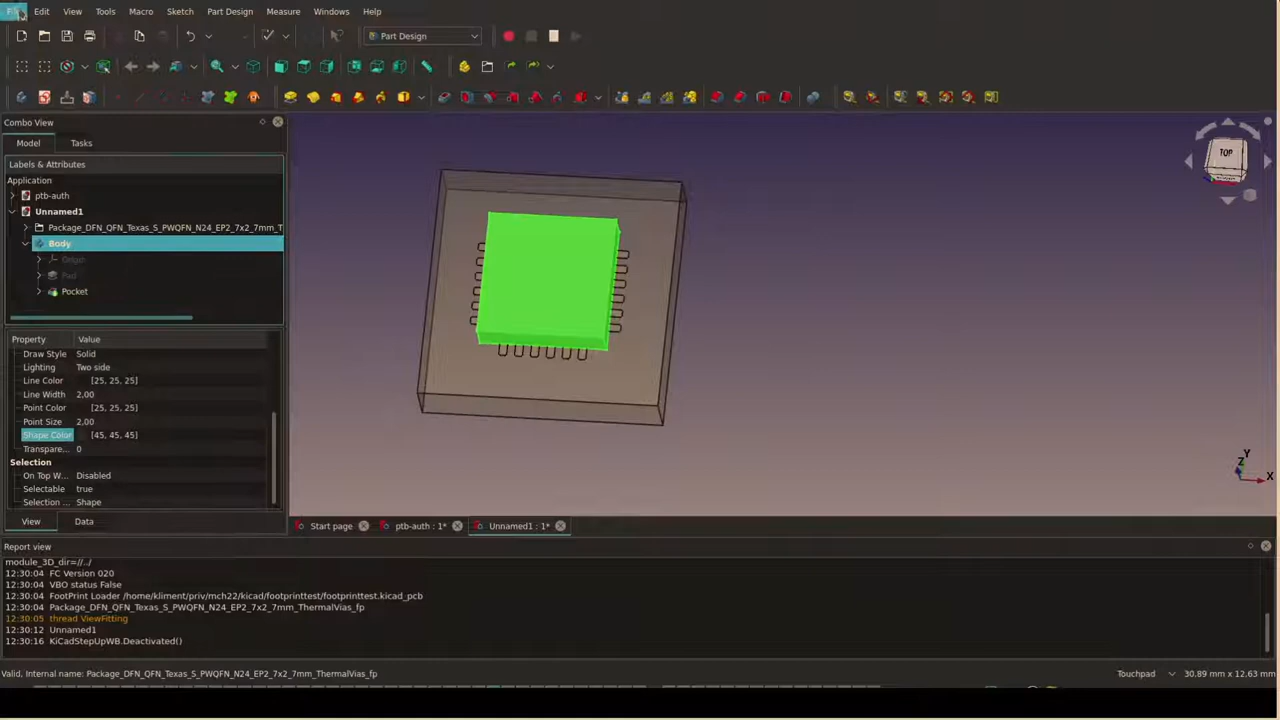 File Edit View Tools Macro Sketch Part Design Measure Windows Help
Part Design
Combo View
Model Tasks
Labels & Attributes
Application
ptb-auth
Unnamed1
Package_DFN_QFN_Texas_S_PWQFN_N24_EP2_7x2_7mm_T
Body
Origin
Pad
Pocket
Property Value
Draw Style Solid
Lighting Two side
Line Color [25, 25, 25]
Line Width 2,00
Point Color [25, 25, 25]
Point Size 2,00
Shape Color [45, 45, 45]
Transpare... 0
Selection
On Top W... Disabled
Selectable true
Selection ... Shape
View Data
TOP
Y
Z
X
Start page ptb-auth : 1* Unnamed1 : 1*
Report view
module_3D_dir=//../
12:30:04 FC Version 020
12:30:04 VBO status False
12:30:04 FootPrint Loader /home/kliment/priv/mch22/kicad/footprinttest/footprinttest.kicad_pcb
12:30:04 Package_DFN_QFN_Texas_S_PWQFN_N24_EP2_7x2_7mm_ThermalVias_fp
12:30:05 thread ViewFitting
12:30:12 Unnamed1
12:30:16 KiCadStepUpWB.Deactivated()
Valid, Internal name: Package_DFN_QFN_Texas_S_PWQFN_N24_EP2_7x2_7mm_ThermalVias_fp
Touchpad 30.89 mm x 12,63 mm